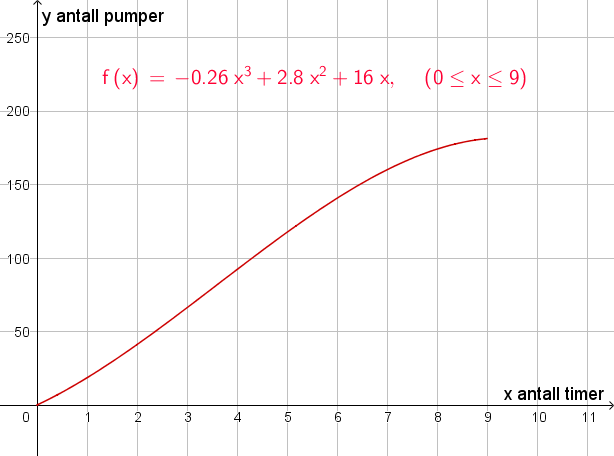 y antall pumper
250
f (x) = −0.26 x³ + 2.8 x² + 16 x, (0 ≤ x ≤ 9)
200
150
100
50
x antall timer
0 1 2 3 4 5 6 7 8 9 10 11